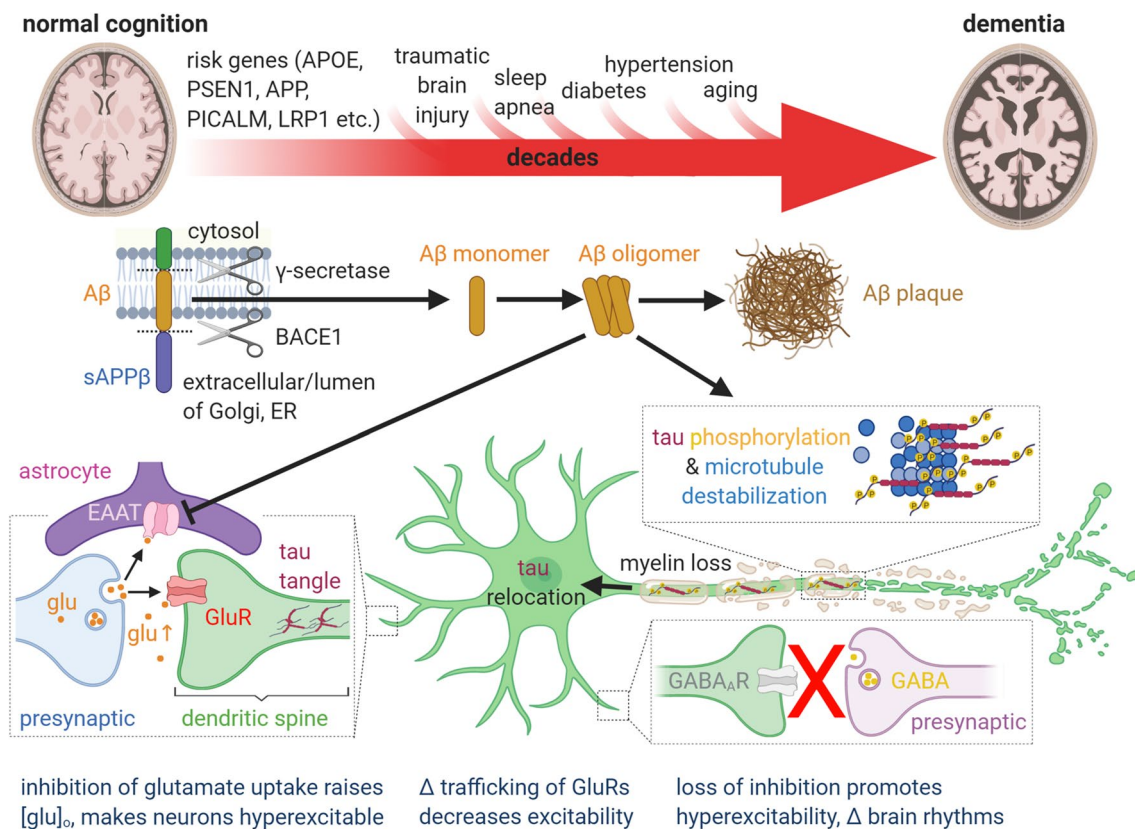 normal cognition
dementia
risk genes (APOE,
PSEN1, APP,
PICALM, LRP1 etc.)
traumatic
brain
injury
sleep
apnea
hypertension
diabetes
aging
decades
cytosol
γ-secretase
Aβ
BACE1
sAPPβ
extracellular/lumen
of Golgi, ER
Aβ monomer
Aβ oligomer
Aβ plaque
tau phosphorylation
& microtubule
destabilization
P P P P P P P P
astrocyte
EAAT
glu
glu↑
GluR
tau
tangle
presynaptic
dendritic spine
tau
relocation
myelin loss
GABAₐR
X
GABA
presynaptic
inhibition of glutamate uptake raises
[glu]ₒ, makes neurons hyperexcitable
Δ trafficking of GluRs
decreases excitability
loss of inhibition promotes
hyperexcitability, Δ brain rhythms